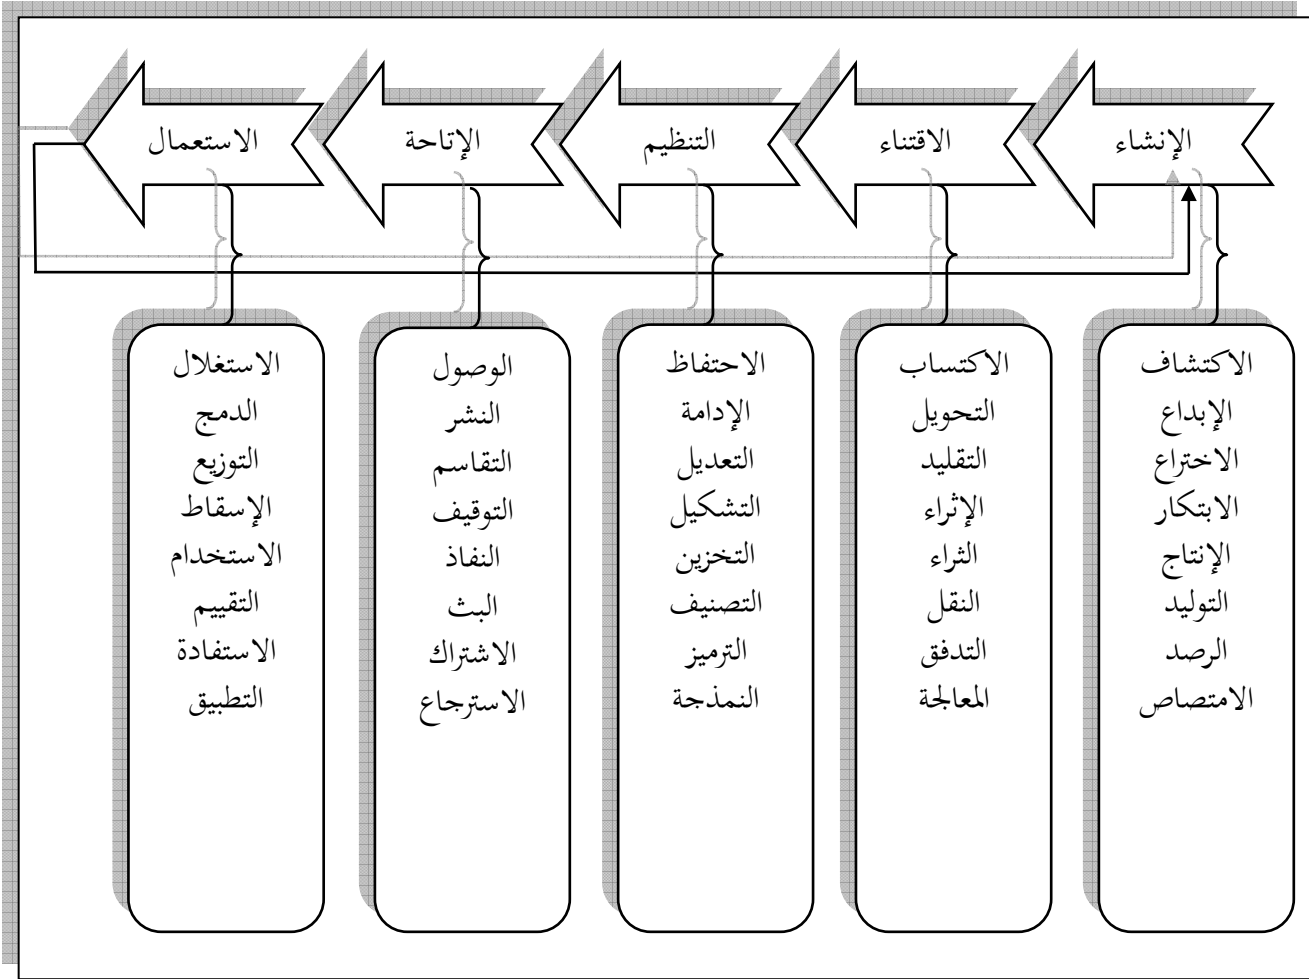 الإنشاء
الاقتناء
التنظيم
الإتاحة
الاستعمال
الاكتشاف
الإبداع
الاختراع
الابتكار
الإنتاج
التوليد
الرصد
الامتصاص
الاكتساب
التحويل
التقليد
الإثراء
الثراء
النقل
التدفق
المعالجة
الاحتفاظ
الإدامة
التعديل
التشكيل
التخزين
التصنيف
الترميز
النمذجة
الوصول
النشر
التقاسم
التوقيف
النفاذ
البث
الاشتراك
الاسترجاع
الاستغلال
الدمج
التوزيع
الإسقاط
الاستخدام
التقييم
الاستفادة
التطبيق